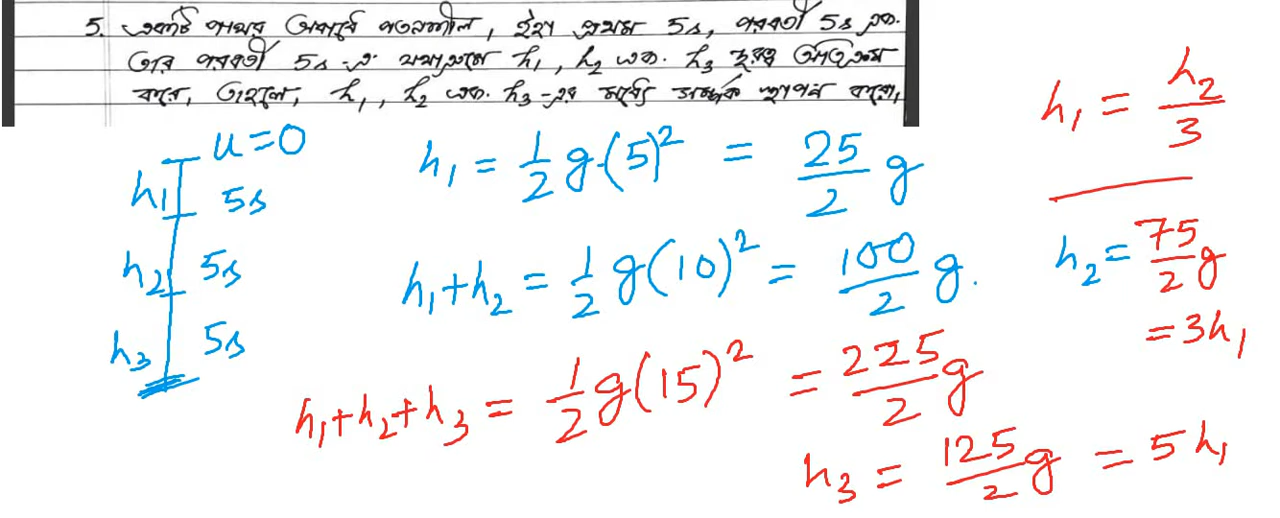 5. একটি পাথর অবাধে পতনশীল, ইহা প্রথম 5s, পরবর্তী 5s এবং
তার পরবর্তী 5s-এ যথাক্রমে h₁, h₂ এবং h₃ দূরত্ব অতিক্রম
করে, তাহলে, h₁, h₂ এবং h₃-এর মধ্যে সম্পর্ক স্থাপন করো,
h₁ = h₂/3
u=0
h₁ 5s
h₁ = 1/2 g.(5)² = 25/2 g
h₂ 5s
h₁+h₂ = 1/2 g(10)² = 100/2 g.
h₂ = 75/2 g
= 3h₁
h₃ 5s
h₁+h₂+h₃ = 1/2 g(15)² = 225/2 g
h₃ = 125/2 g = 5h₁